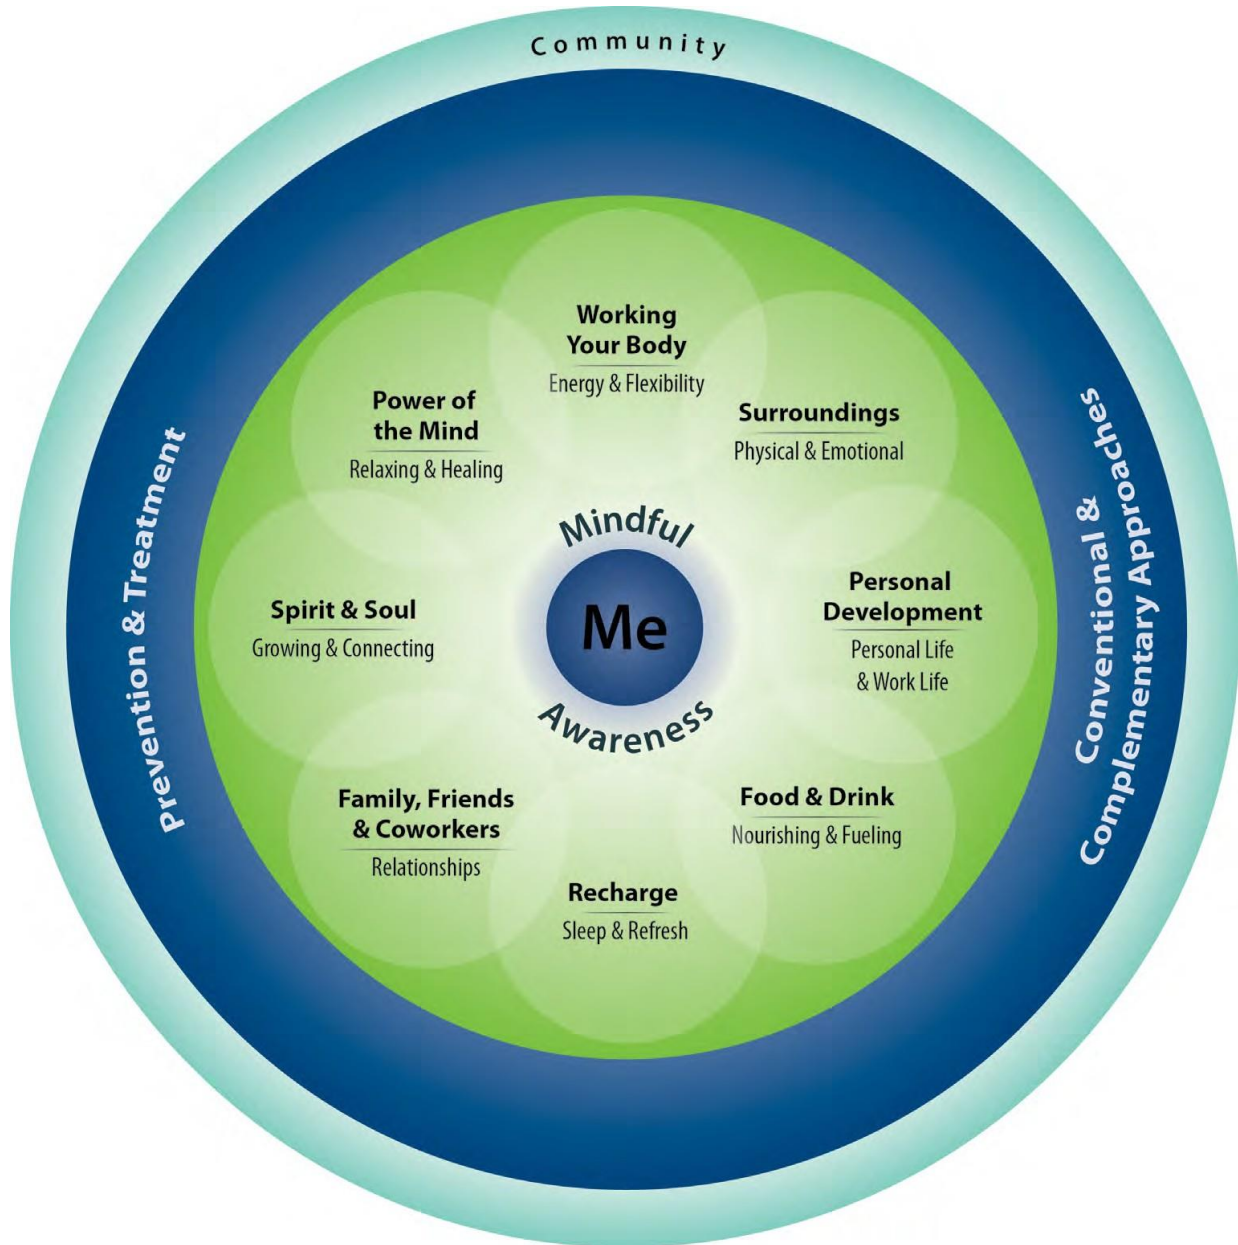 Community
Prevention & Treatment
Conventional &
Complementary Approaches
Working
Your Body
Energy & Flexibility
Surroundings
Physical & Emotional
Personal
Development
Personal Life
& Work Life
Food & Drink
Nourishing & Fueling
Recharge
Sleep & Refresh
Family, Friends
& Coworkers
Relationships
Spirit & Soul
Growing & Connecting
Power of
the Mind
Relaxing & Healing
Mindful
Me
Awareness